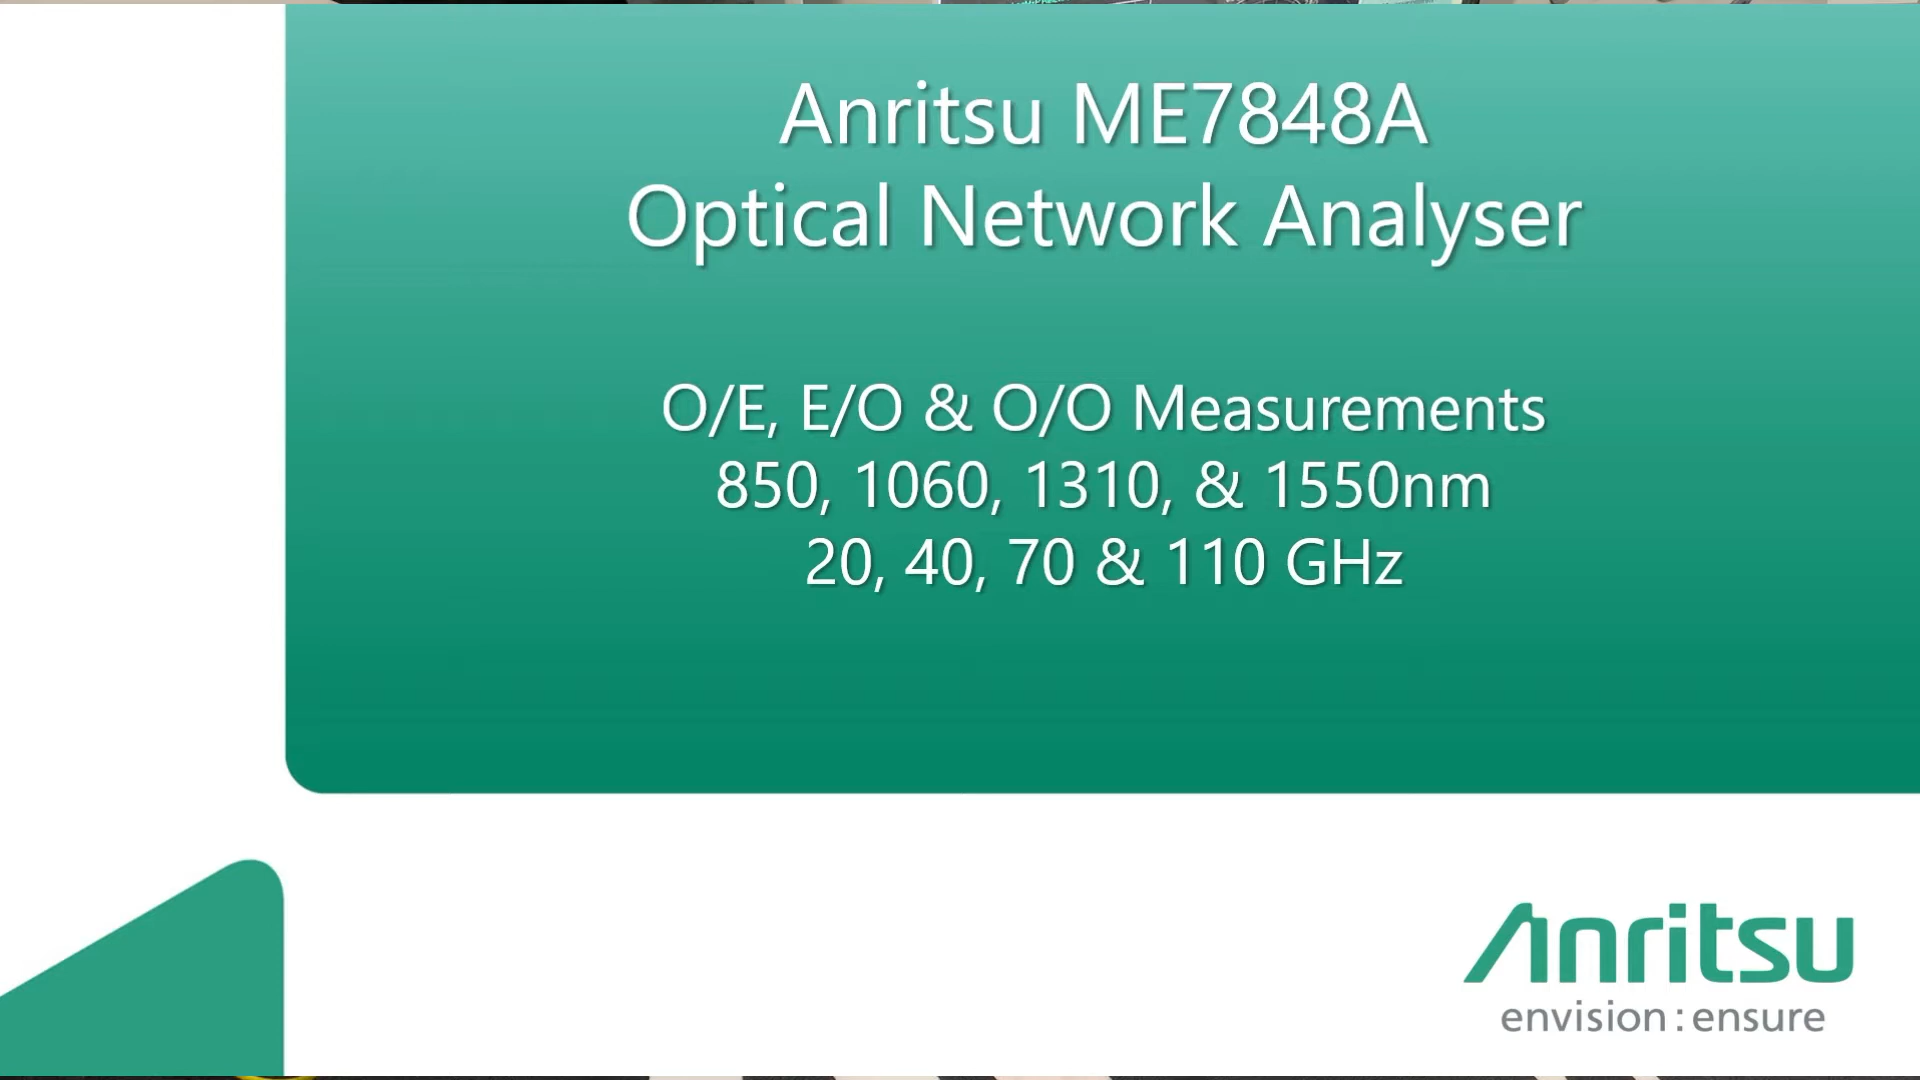 Anritsu ME7848A
Optical Network Analyser
O/E, E/O & O/O Measurements
850, 1060, 1310, & 1550nm
20, 40, 70 & 110 GHz
Anritsu
envision : ensure